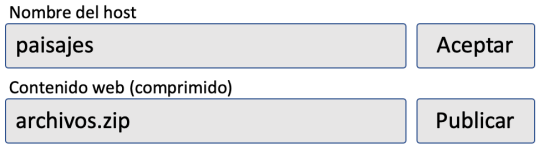 Nombre del host
paisajes Aceptar
Contenido web (comprimido)
archivos.zip Publicar